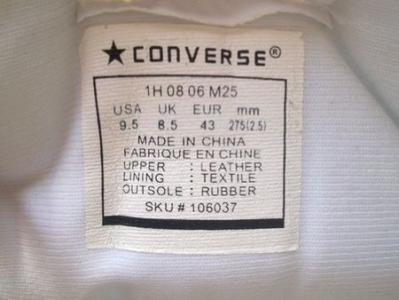 ★CONVERSE®
1H 08 06 M25
USA UK EUR mm
9.5 8.5 43 275(2.5)
MADE IN CHINA
FABRIQUE EN CHINE
UPPER : LEATHER
LINING : TEXTILE
OUTSOLE : RUBBER
SKU # 106037